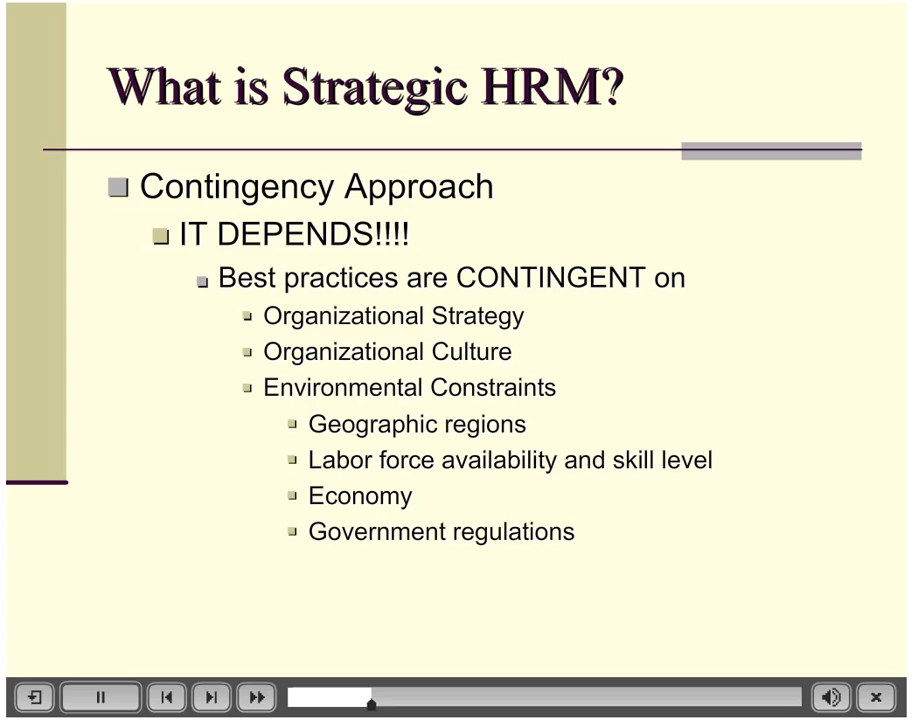 What is Strategic HRM?
Contingency Approach
IT DEPENDS!!!!
Best practices are CONTINGENT on
Organizational Strategy
Organizational Culture
Environmental Constraints
Geographic regions
Labor force availability and skill level
Economy
Government regulations